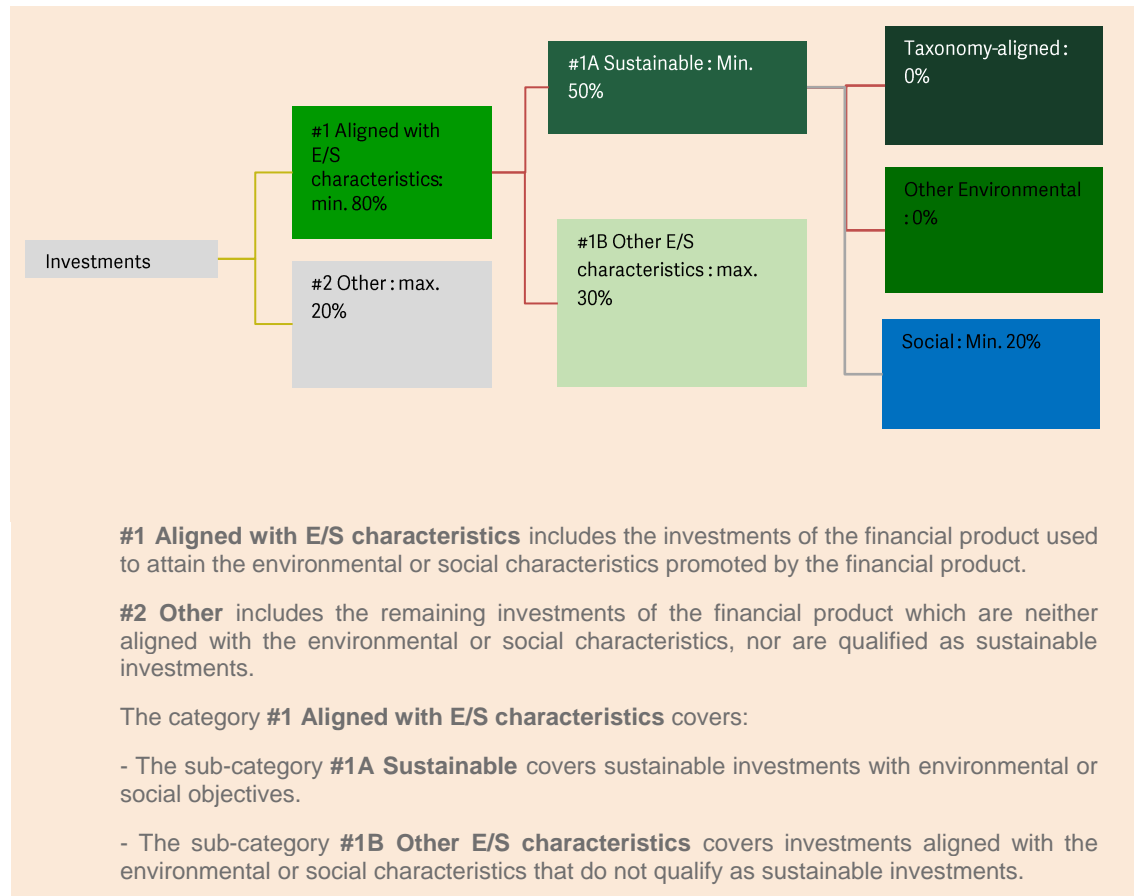 Investments
#1 Aligned with
E/S
characteristics:
min. 80%
#2 Other : max.
20%
#1A Sustainable : Min.
50%
#1B Other E/S
characteristics : max.
30%
Taxonomy-aligned :
0%
Other Environmental
: 0%
Social : Min. 20%
#1 Aligned with E/S characteristics includes the investments of the financial product used
to attain the environmental or social characteristics promoted by the financial product.
#2 Other includes the remaining investments of the financial product which are neither
aligned with the environmental or social characteristics, nor are qualified as sustainable
investments.
The category #1 Aligned with E/S characteristics covers:
- The sub-category #1A Sustainable covers sustainable investments with environmental or
social objectives.
- The sub-category #1B Other E/S characteristics covers investments aligned with the
environmental or social characteristics that do not qualify as sustainable investments.